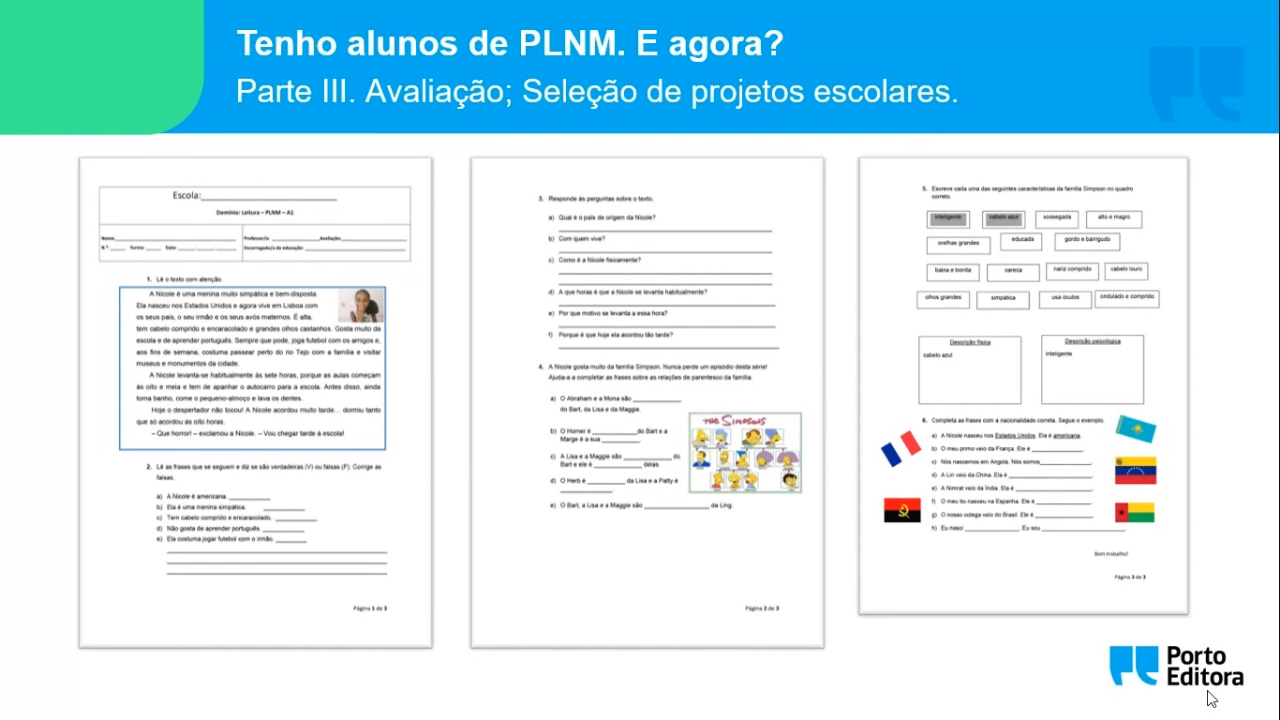 Tenho alunos de PLNM. E agora?
Parte III. Avaliação; Seleção de projetos escolares.
Escola:
Domínio: Leitura – PLNM – A1
Nome: Professor/a: Avaliação:
N.º: Turma: Data: Encarregado/a de educação:
1. Lê o texto com atenção.
A Nicole é uma menina muito simpática e bem-disposta.
Ela nasceu nos Estados Unidos e agora vive em Lisboa com
os seus pais, o seu irmão e os seus avós maternos. É alta,
tem cabelo comprido e encaracolado e grandes olhos castanhos. Gosta muito da
escola e de aprender português. Sempre que pode, joga futebol com os amigos e,
aos fins de semana, costuma passear perto do rio Tejo com a família e visitar
museus e monumentos da cidade.
A Nicole levanta-se habitualmente às sete horas, porque as aulas começam
às oito e meia e tem de apanhar o autocarro para a escola. Antes disso, ainda
toma banho, come o pequeno-almoço e lava os dentes.
Hoje o despertador não tocou! A Nicole acordou muito tarde... dormiu tanto
que só acordou às oito horas.
– Que horror! – exclamou a Nicole. – Vou chegar tarde à escola!
2. Lê as frases que se seguem e diz se são verdadeiras (V) ou falsas (F). Corrige as
falsas.
a) A Nicole é americana.
b) Ela é uma menina simpática.
c) Tem cabelo comprido e encaracolado.
d) Não gosta de aprender português.
e) Ela costuma jogar futebol com o irmão.
Página 1 de 3
3. Responde às perguntas sobre o texto.
a) Qual é o país de origem da Nicole?
b) Com quem vive?
c) Como é a Nicole fisicamente?
d) A que horas é que a Nicole se levanta habitualmente?
e) Por que motivo se levanta a essa hora?
f) Porque é que hoje ela acordou tão tarde?
4. A Nicole gosta muito da família Simpson. Nunca perde um episódio desta série!
Ajuda-a a completar as frases sobre as relações de parentesco da família.
a) O Abraham e a Mona são
do Bart, da Lisa e da Maggie.
b) O Homer é do Bart e a
Marge é a sua .
c) A Lisa e a Maggie são do
Bart e ele é delas.
d) O Herb é da Lisa e a Patty é
.
e) O Bart, a Lisa e a Maggie são da Ling.
THE SIMPSONS
Página 2 de 3
5. Escreve cada uma das seguintes características da família Simpson no quadro
correto.
inteligente cabelo azul sossegada alto e magro
orelhas grandes educada gordo e barrigudo
baixa e bonita careca nariz comprido cabelo louro
olhos grandes simpática usa óculos ondulado e comprido
Descrição física Descrição psicológica
cabelo azul inteligente
6. Completa as frases com a nacionalidade correta. Segue o exemplo.
a) A Nicole nasceu nos Estados Unidos. Ela é americana.
b) O meu primo veio da França. Ele é .
c) Nós nascemos em Angola. Nós somos .
d) A Lin veio da China. Ela é .
e) A Nimrat veio da Índia. Ela é .
f) O meu tio nasceu na Espanha. Ele é .
g) O nosso colega veio do Brasil. Ele é .
h) Eu nasci . Eu sou .
Bom trabalho!
Página 3 de 3
Porto
Editora